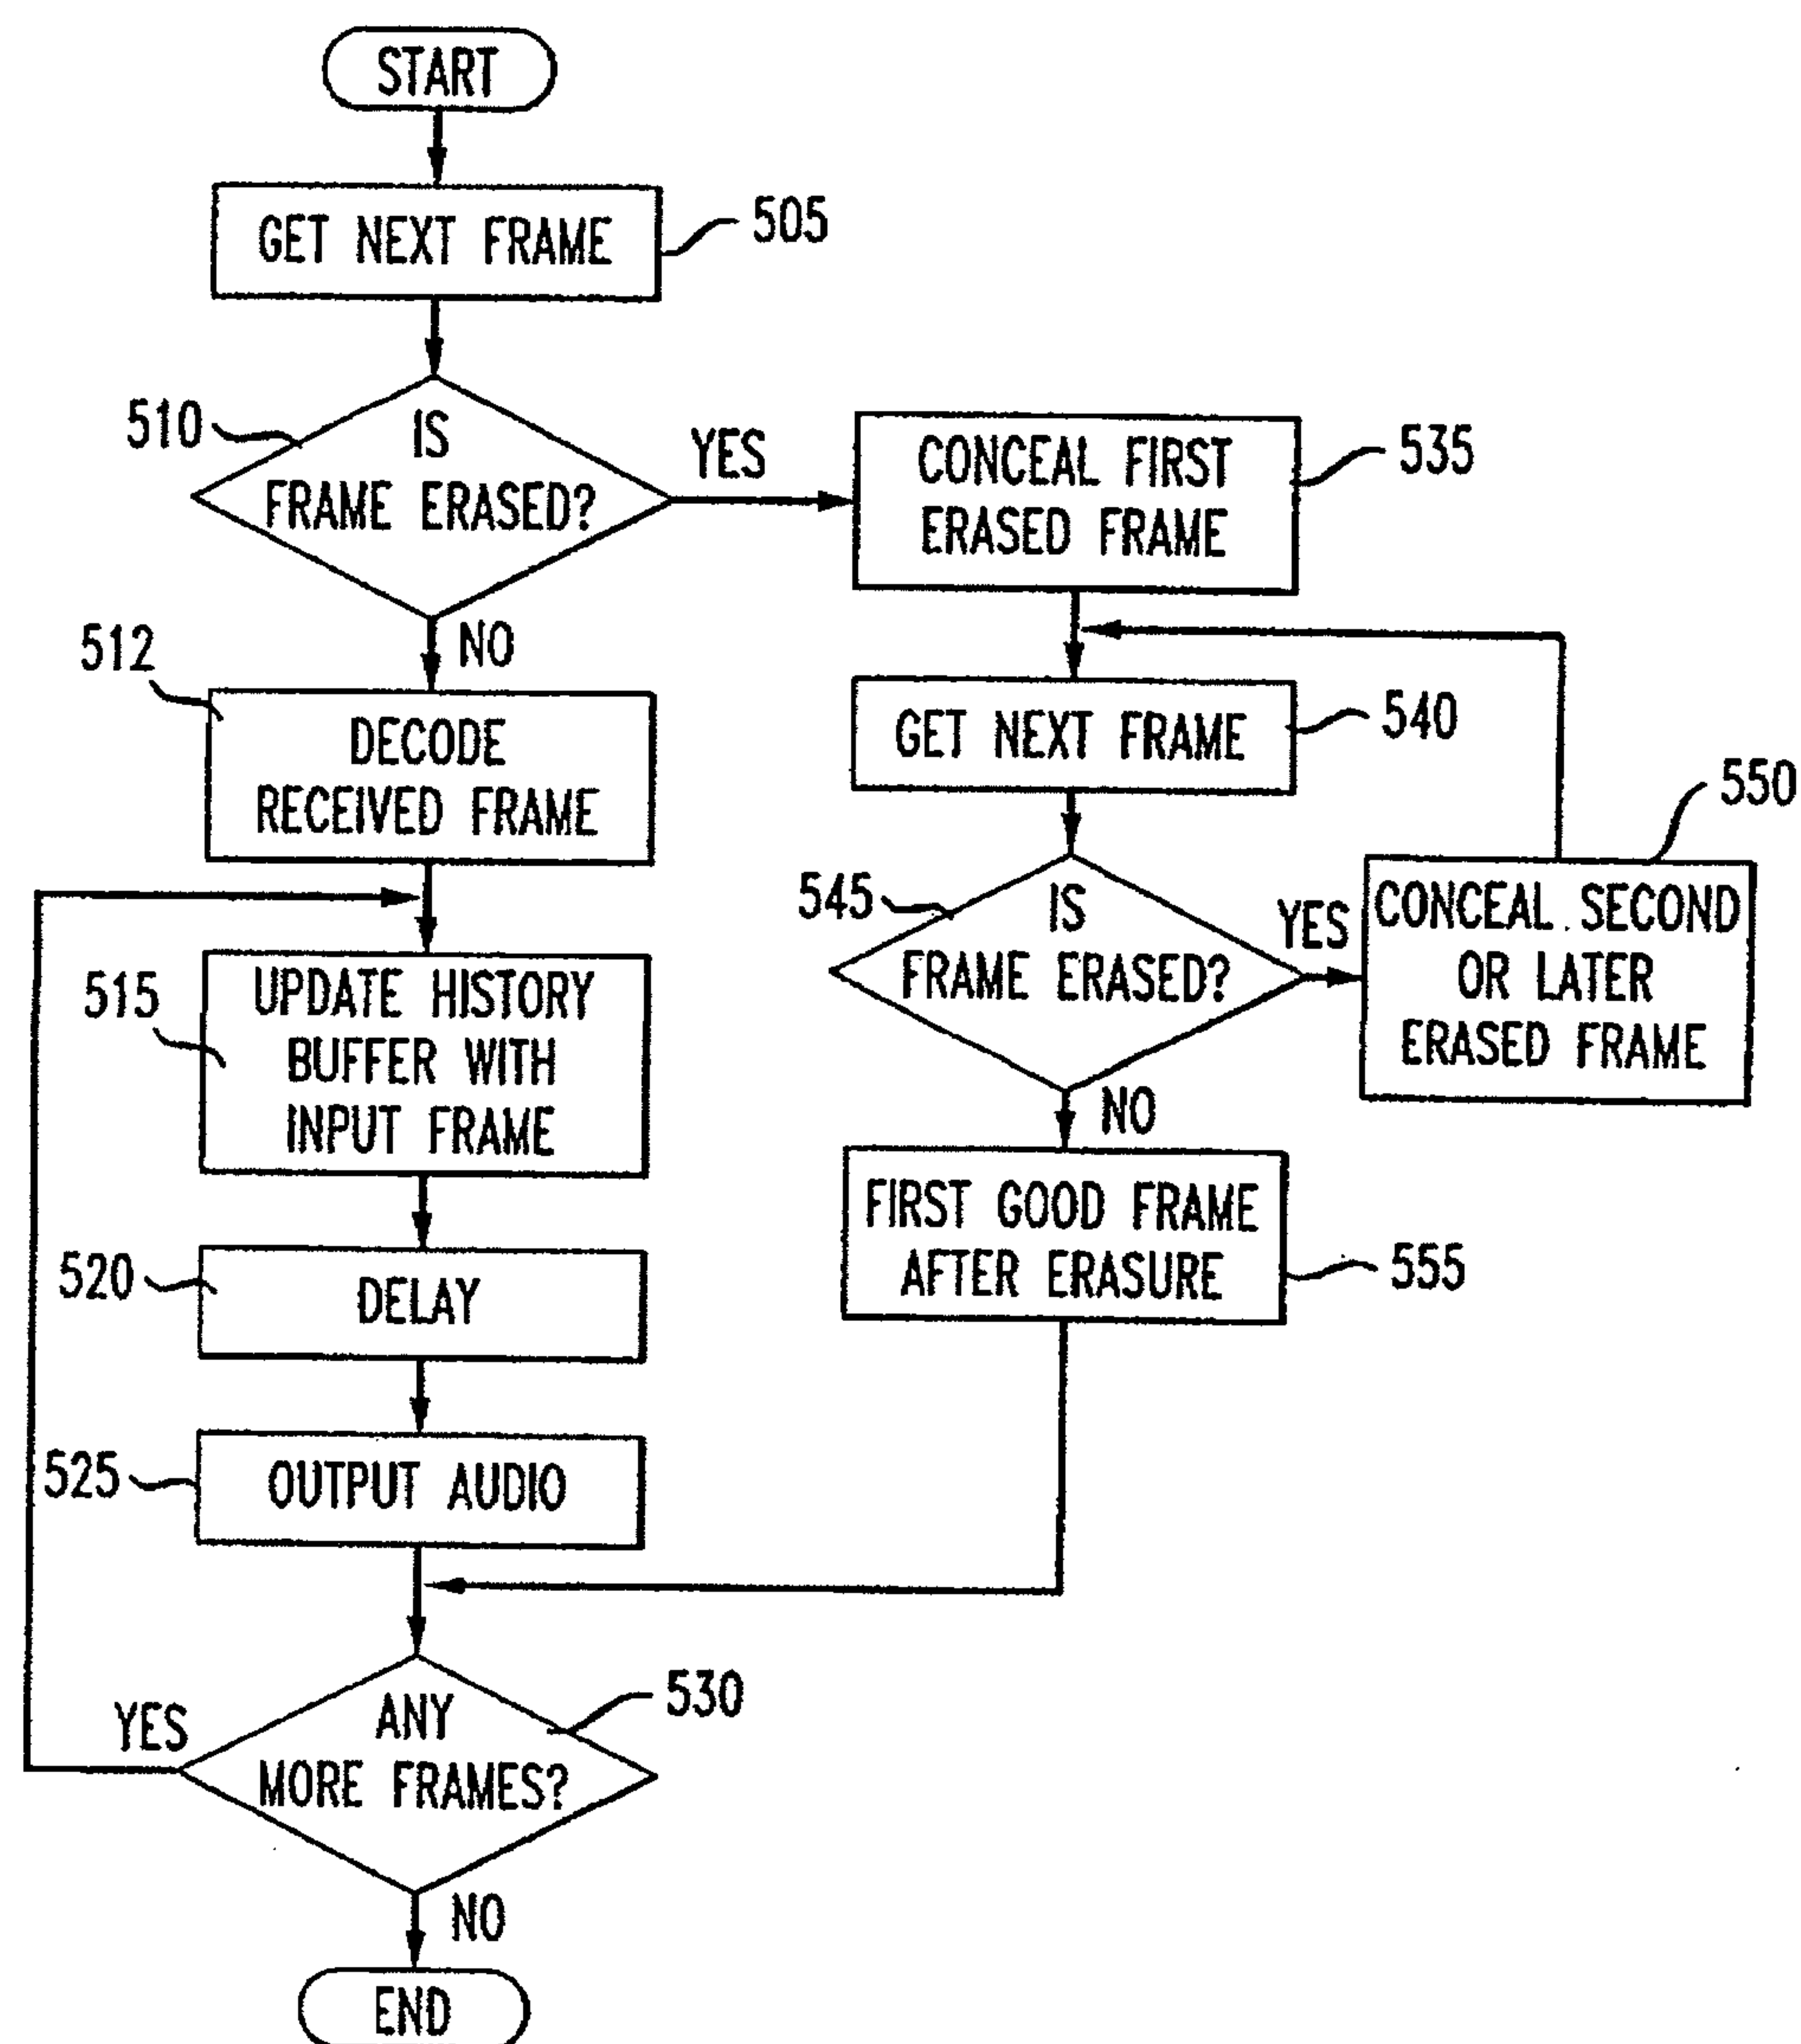 START
GET NEXT FRAME
505
510
IS
FRAME ERASED?
YES
NO
CONCEAL FIRST
ERASED FRAME
535
512
DECODE
RECEIVED FRAME
GET NEXT FRAME
540
545
IS
FRAME ERASED?
YES
NO
550
CONCEAL SECOND
OR LATER
ERASED FRAME
515
UPDATE HISTORY
BUFFER WITH
INPUT FRAME
FIRST GOOD FRAME
AFTER ERASURE
555
520
DELAY
525
OUTPUT AUDIO
530
ANY
MORE FRAMES?
YES
NO
END